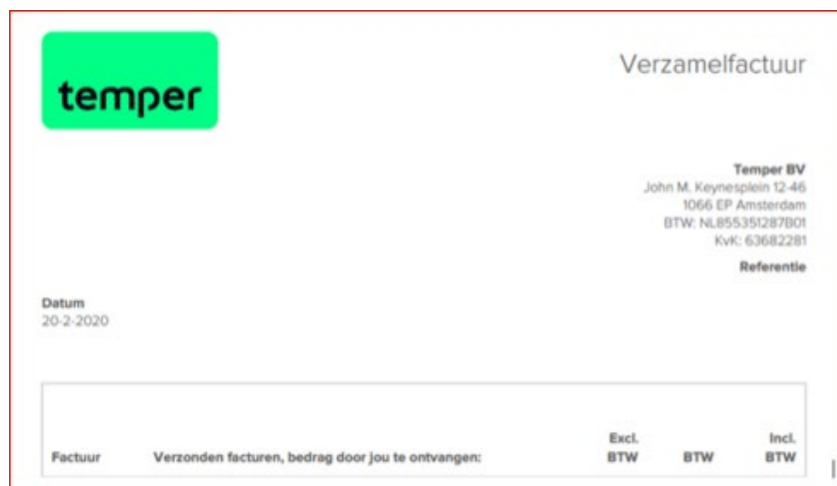 temper
Verzamelfactuur
Temper BV
John M. Keynesplein 12-46
1066 EP Amsterdam
BTW: NL855351287B01
KvK: 63682281
Referentie
Datum
20-2-2020
Factuur Verzonden facturen, bedrag door jou te ontvangen: Excl. BTW BTW Incl. BTW